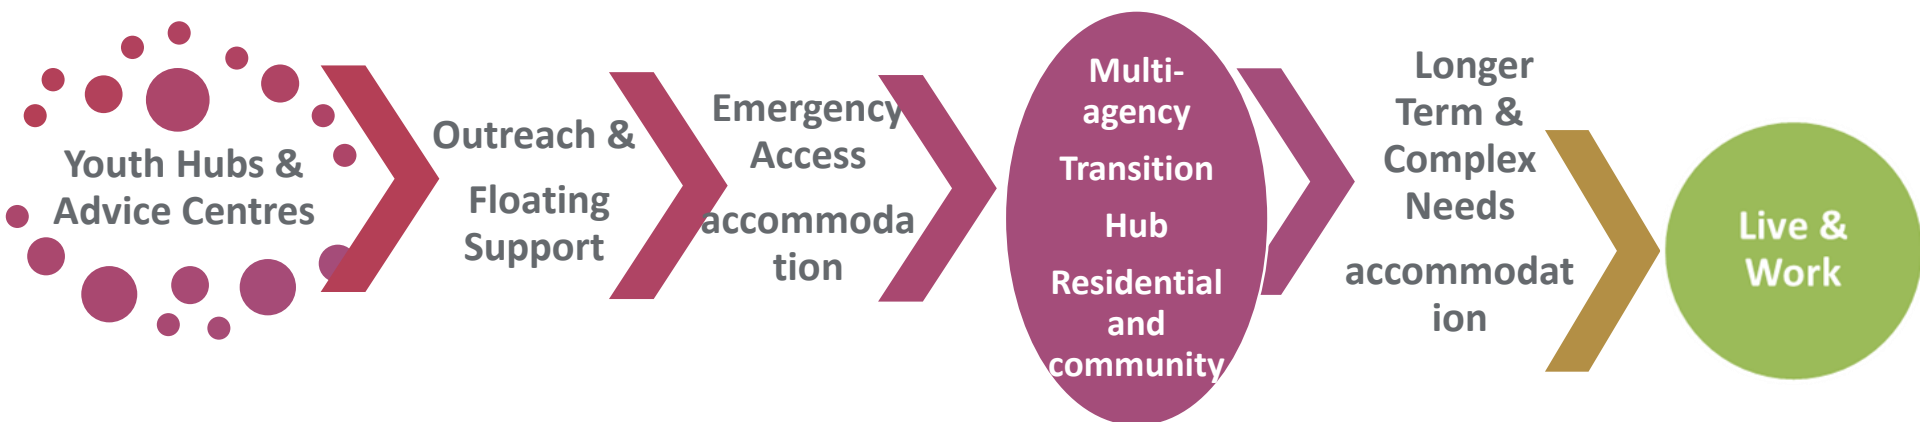 Youth Hubs &
Advice Centres
Outreach &
Floating
Support
Emergency
Access
accommoda
tion
Multi-
agency
Transition
Hub
Residential
and
community
Longer
Term &
Complex
Needs
accommodat
ion
Live &
Work